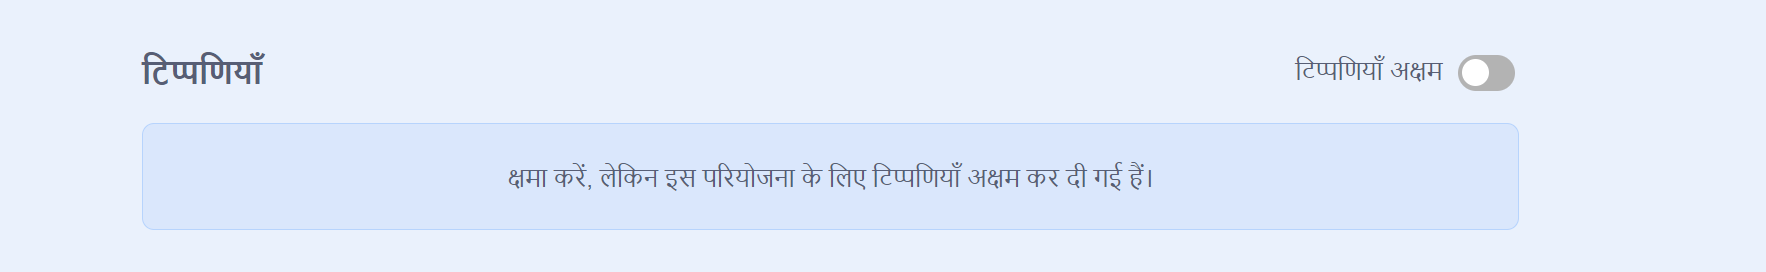 टिप्पणियाँ
टिप्पणियाँ अक्षम
क्षमा करें, लेकिन इस परियोजना के लिए टिप्पणियाँ अक्षम कर दी गई हैं।